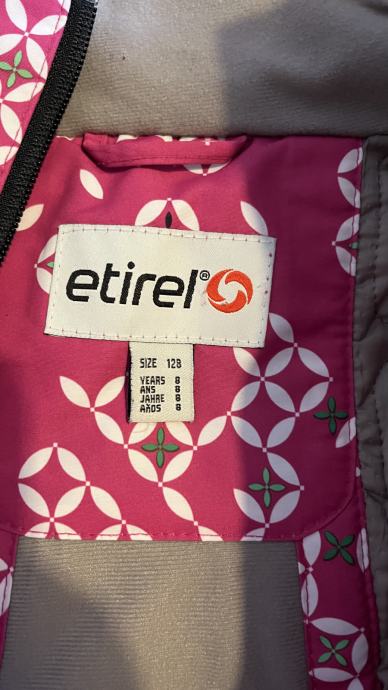 etirel®
SIZE 128
YEARS 8
ANS 8
JAHRE 8
AÑOS 8